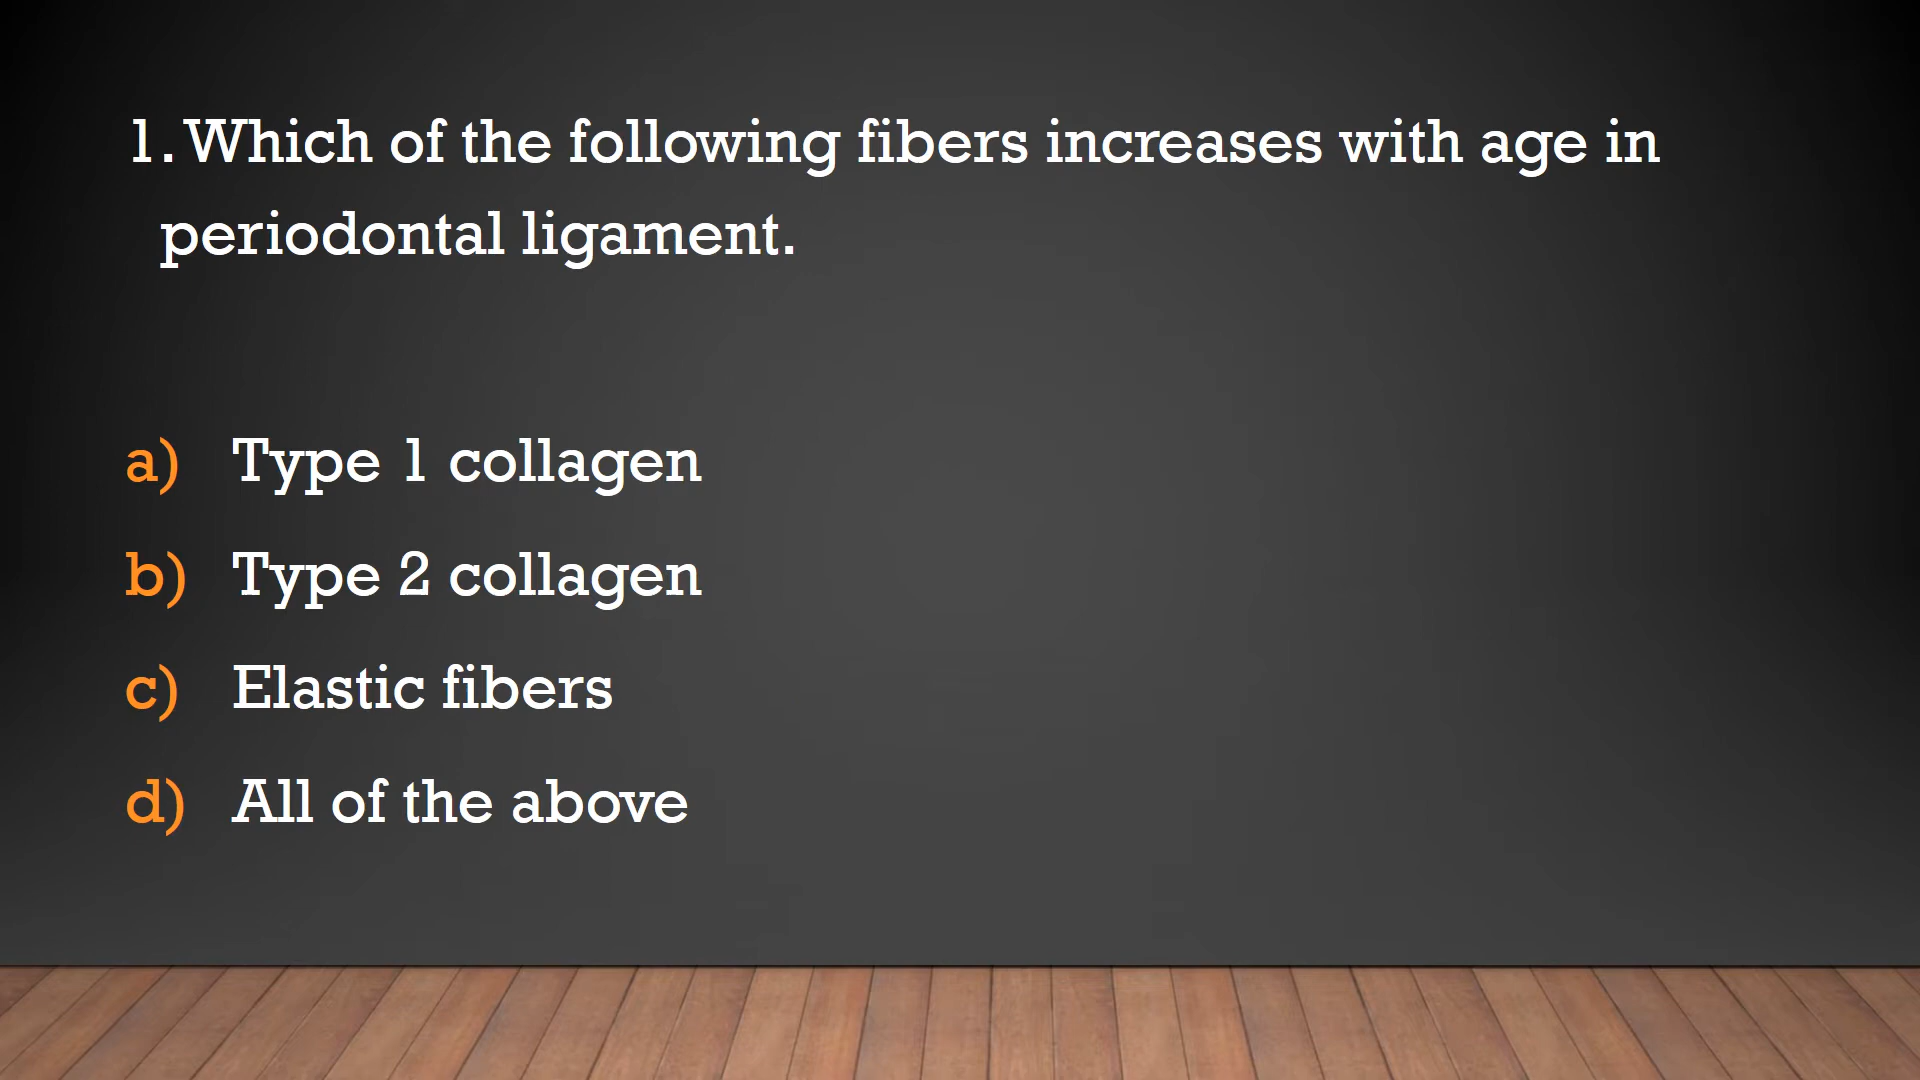 1. Which of the following fibers increases with age in
periodontal ligament.
a) Type 1 collagen
b) Type 2 collagen
c) Elastic fibers
d) All of the above